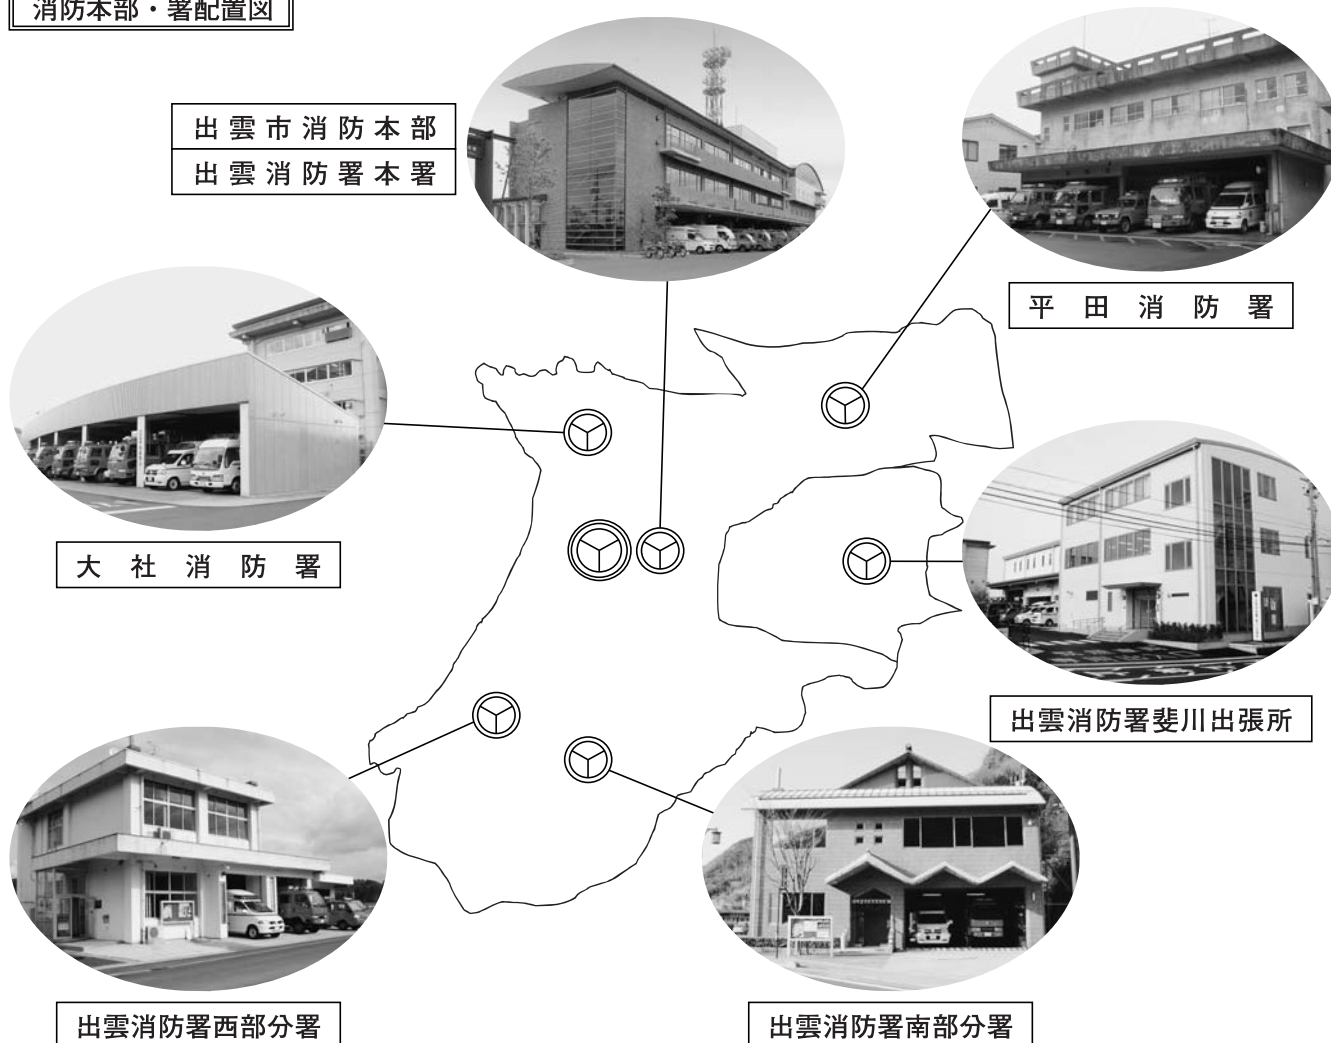 消防本部・署配置図
出雲市消防本部
出雲消防署本署
平田消防署
大社消防署
出雲消防署斐川出張所
出雲消防署西部分署
出雲消防署南部分署